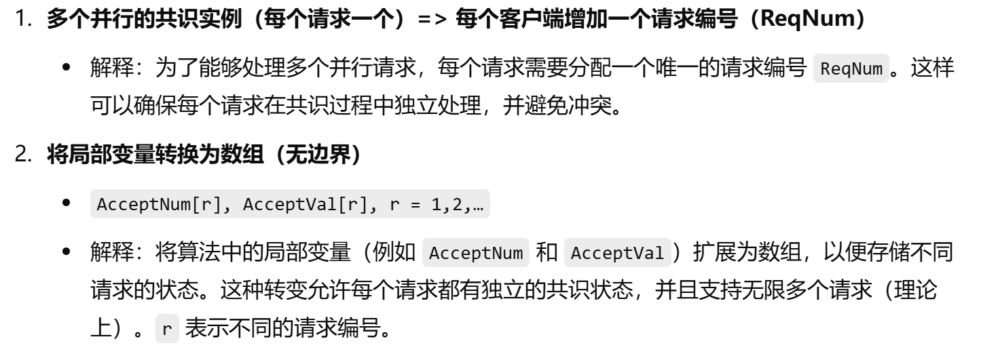 1. 多个并行的共识实例（每个请求一个）=> 每个客户端增加一个请求编号（ReqNum）
• 解释：为了能够处理多个并行请求，每个请求需要分配一个唯一的请求编号 ReqNum。这样
可以确保每个请求在共识过程中独立处理，并避免冲突。
2. 将局部变量转换为数组（无边界）
• AcceptNum[r], AcceptVal[r], r = 1,2,…
• 解释：将算法中的局部变量（例如 AcceptNum 和 AcceptVal）扩展为数组，以便存储不同
请求的状态。这种转变允许每个请求都有独立的共识状态，并且支持无限多个请求（理论
上）。r 表示不同的请求编号。